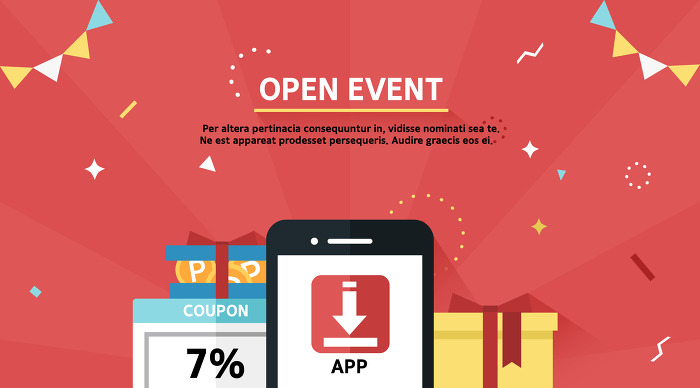 OPEN EVENT
Per altera pertinacia consequuntur in, vidisse nominati sea te.
Ne est appareat prodesset persequeris. Audire graecis eos ei.
P P P
COUPON
7%
APP